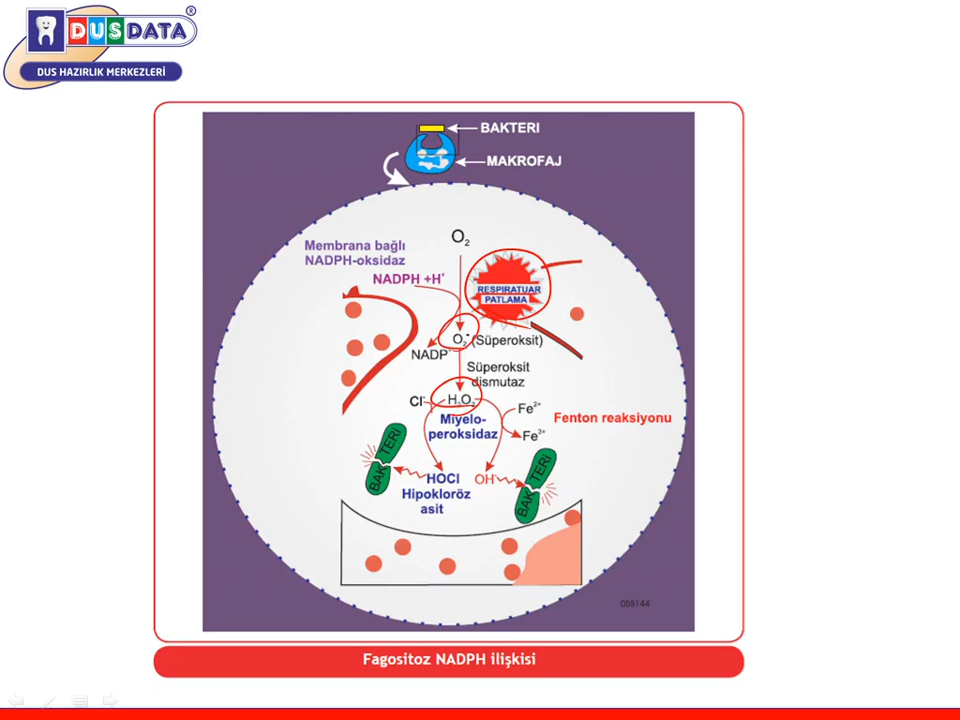 DUSDATA®
DUS HAZIRLIK MERKEZLERİ
BAKTERI
MAKROFAJ
O₂
Membrana bağlı
NADPH-oksidaz
NADPH +H⁺
RESPIRATUAR
PATLAMA
O₂• (Süperoksit)
NADP⁺
Süperoksit
dismutaz
Cl⁻
H₂O₂
Fe²⁺
Miyelo-
peroksidaz
Fenton reaksiyonu
Fe³⁺
BAKTERİ
HOCl
OH•
BAKTERİ
Hipokloröz
asit
055144
Fagositoz NADPH ilişkisi